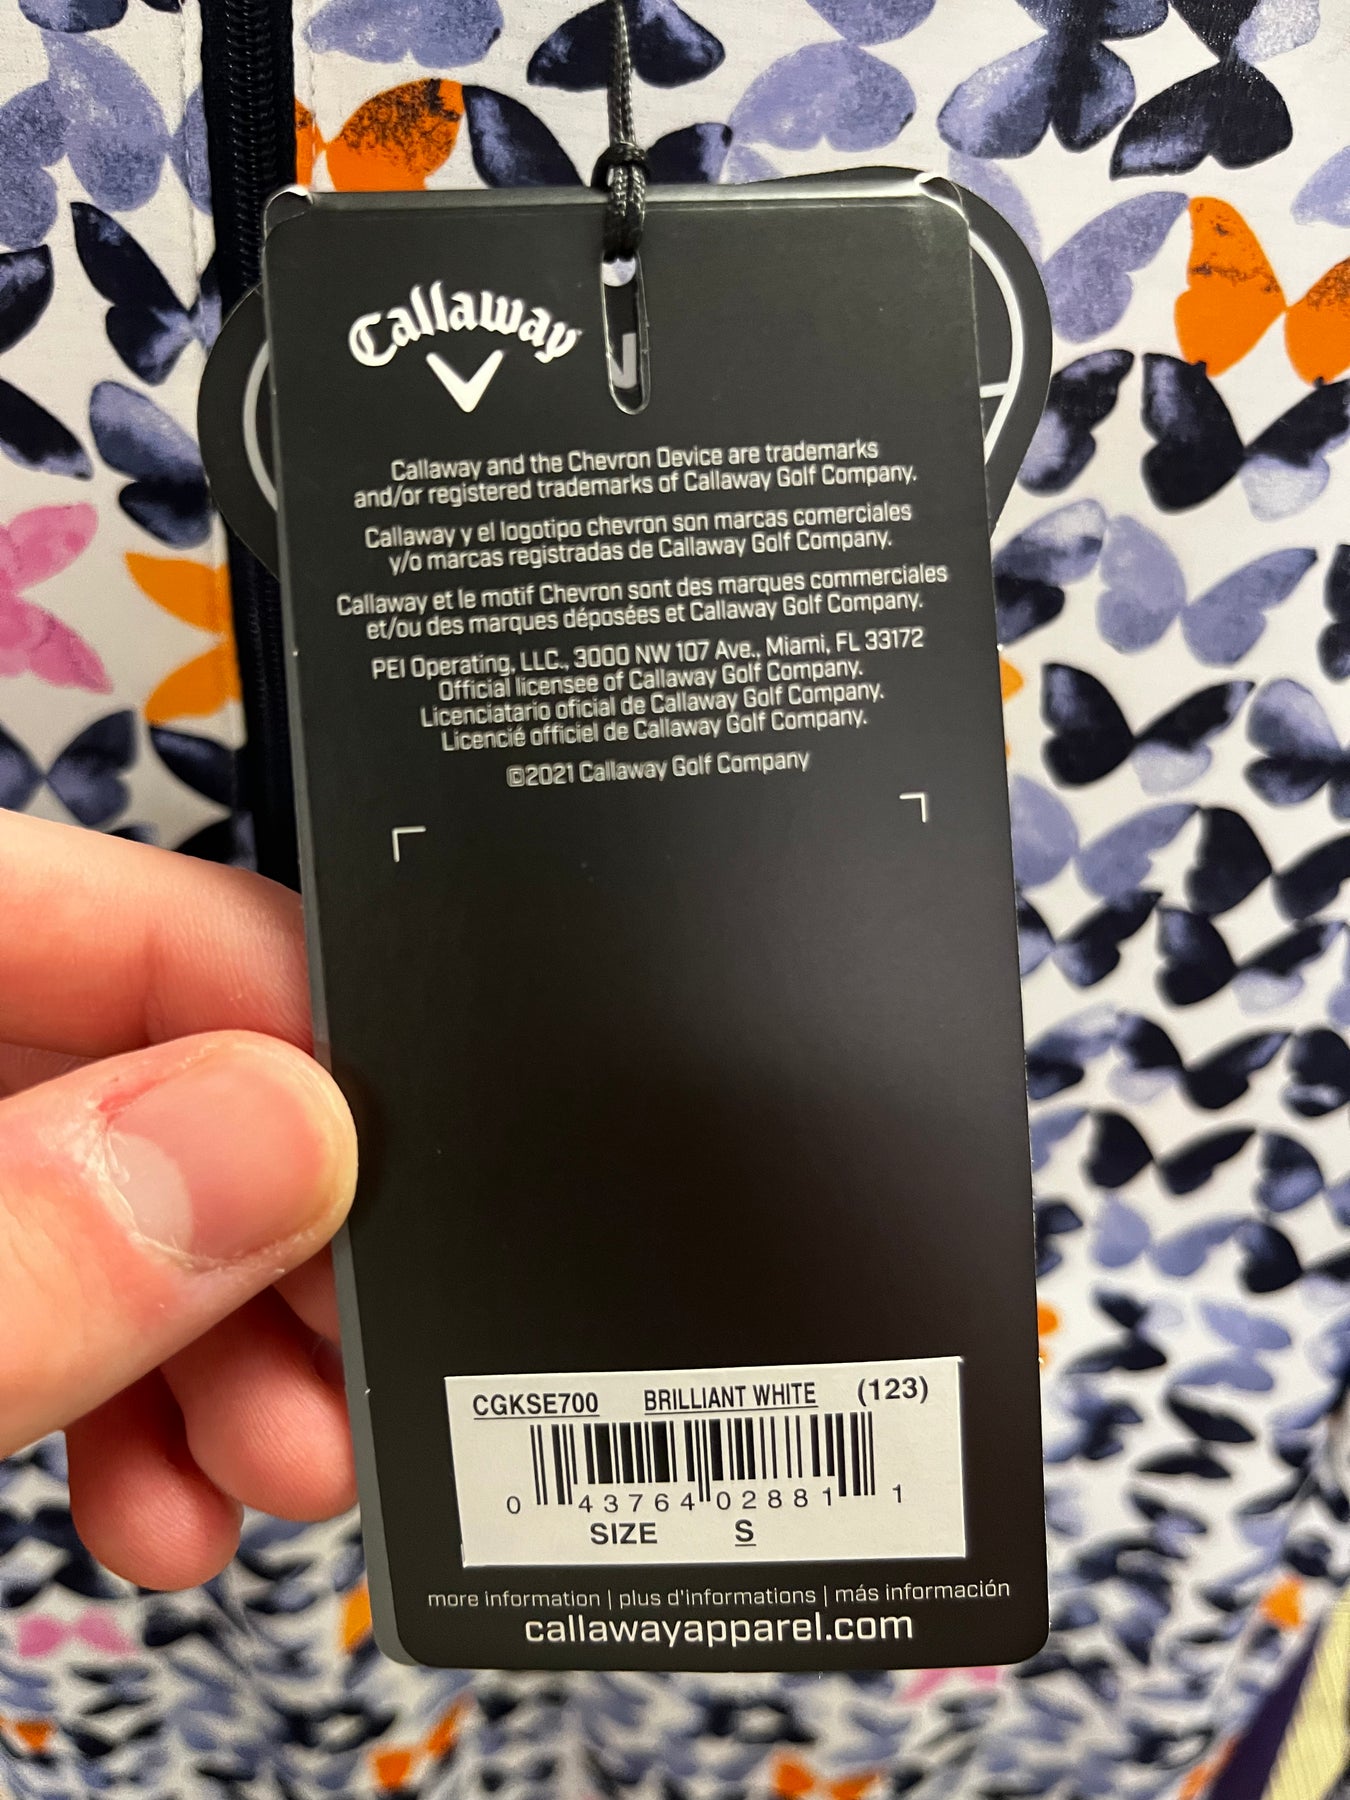 Callaway
N
Callaway and the Chevron Device are trademarks
and/or registered trademarks of Callaway Golf Company.
Callaway y el logotipo chevron son marcas comerciales
y/o marcas registradas de Callaway Golf Company.
Callaway et le motif Chevron sont des marques commerciales
et/ou des marques déposées et Callaway Golf Company.
PEI Operating, LLC., 3000 NW 107 Ave., Miami, FL 33172
Official licensee of Callaway Golf Company.
Licenciatario oficial de Callaway Golf Company.
Licencié officiel de Callaway Golf Company.
©2021 Callaway Golf Company
CGKSE700 BRILLIANT WHITE (123)
0 43764 02881 1
SIZE S
more information | plus d'informations | más información
callawayapparel.com